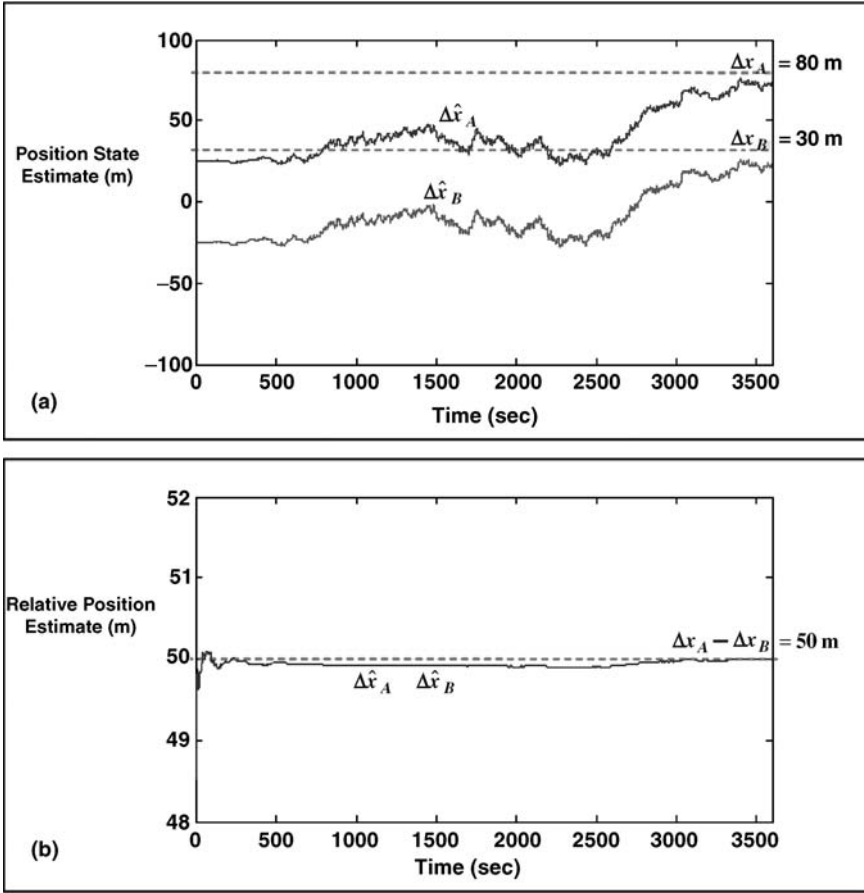 100
50
0
−50
−100
Position State
Estimate (m)
Δx_A = 80 m
Δx̂_A
Δx_B = 30 m
Δx̂_B
0 500 1000 1500 2000 2500 3000 3500
Time (sec)
(a)
52
51
50
49
48
Relative Position
Estimate (m)
Δx_A − Δx_B = 50 m
Δx̂_A Δx̂_B
0 500 1000 1500 2000 2500 3000 3500
Time (sec)
(b)